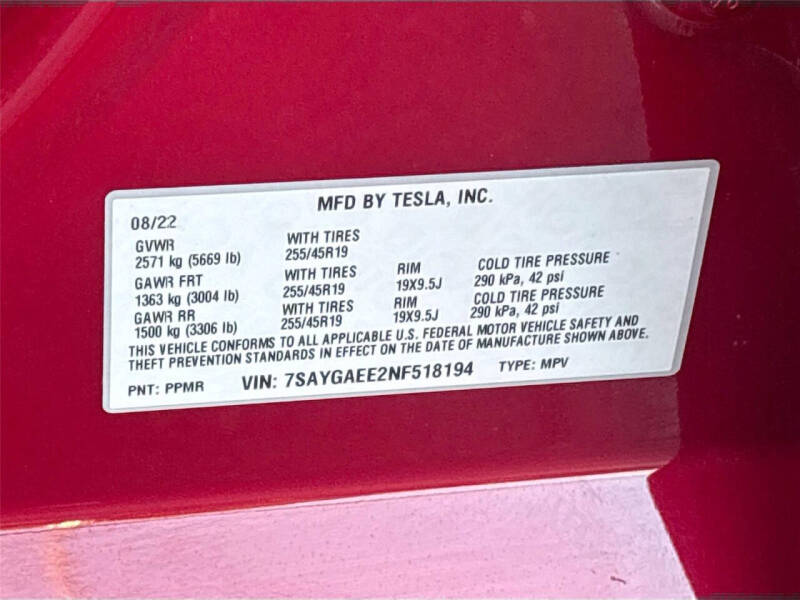 MFD BY TESLA, INC.
08/22
GVWR WITH TIRES
2571 kg (5669 lb) 255/45R19
GAWR FRT WITH TIRES RIM COLD TIRE PRESSURE
1363 kg (3004 lb) 255/45R19 19X9.5J 290 kPa, 42 psi
GAWR RR WITH TIRES RIM COLD TIRE PRESSURE
1500 kg (3306 lb) 255/45R19 19X9.5J 290 kPa, 42 psi
THIS VEHICLE CONFORMS TO ALL APPLICABLE U.S. FEDERAL MOTOR VEHICLE SAFETY AND
THEFT PREVENTION STANDARDS IN EFFECT ON THE DATE OF MANUFACTURE SHOWN ABOVE.
PNT: PPMR VIN: 7SAYGAEE2NF518194 TYPE: MPV